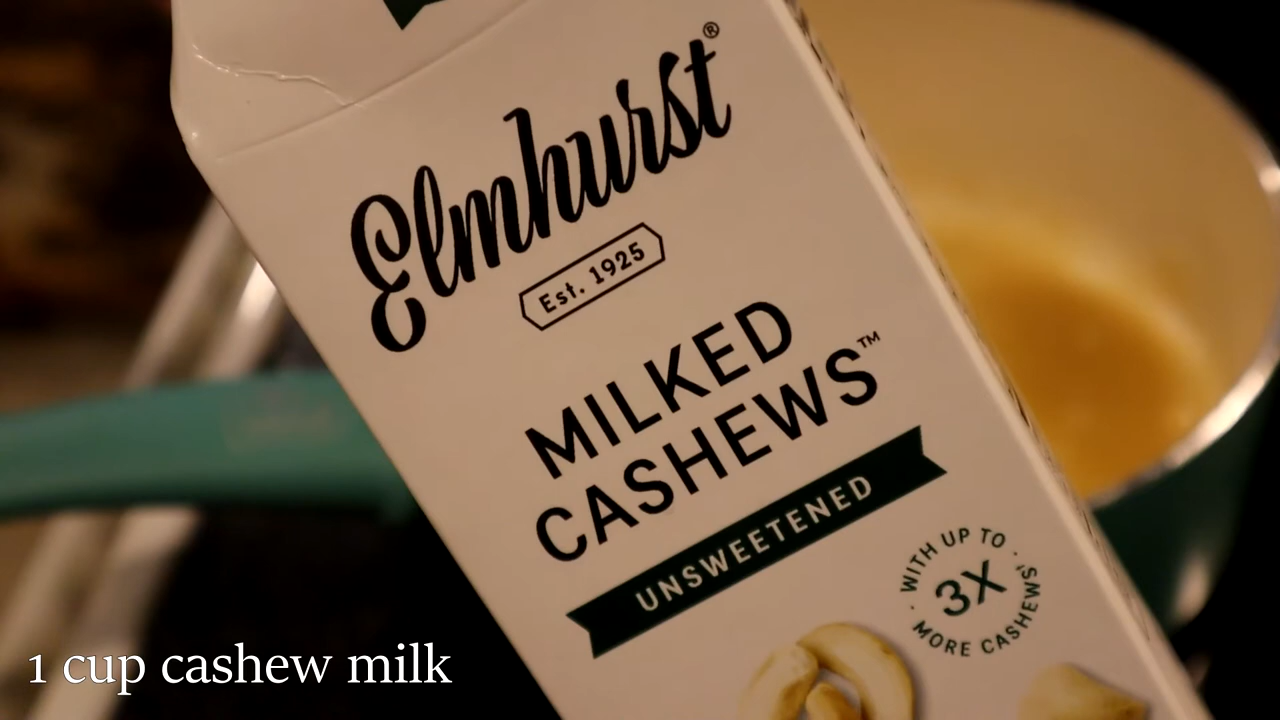 Elmhurst®
Est. 1925
MILKED
CASHEWS™
UNSWEETENED
WITH UP TO
3X
MORE CASHEWS*
1 cup cashew milk